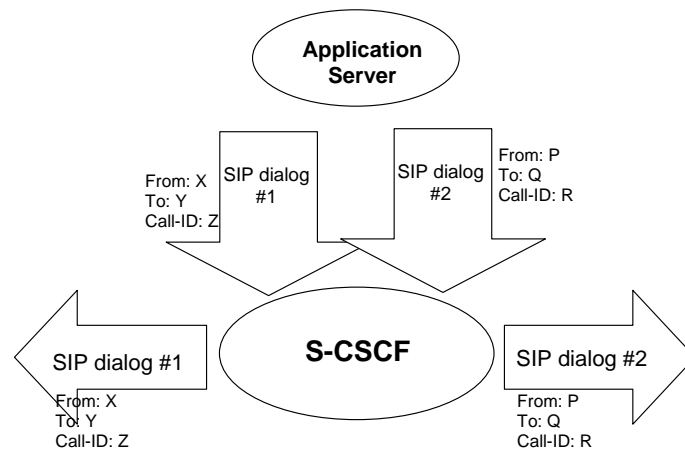 Application
Server
From: X
To: Y
Call-ID: Z
SIP dialog
#1
SIP dialog
#2
From: P
To: Q
Call-ID: R
S-CSCF
SIP dialog #1
From: X
To: Y
Call-ID: Z
SIP dialog #2
From: P
To: Q
Call-ID: R